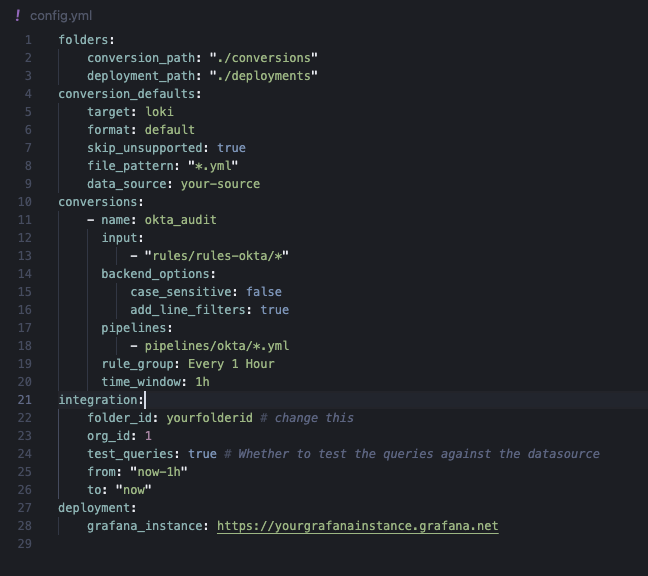 ! config.yml
1 folders:
2     conversion_path: "./conversions"
3     deployment_path: "./deployments"
4 conversion_defaults:
5     target: loki
6     format: default
7     skip_unsupported: true
8     file_pattern: "*.yml"
9     data_source: your-source
10 conversions:
11     - name: okta_audit
12       input:
13           - "rules/rules-okta/*"
14       backend_options:
15           case_sensitive: false
16           add_line_filters: true
17       pipelines:
18           - pipelines/okta/*.yml
19       rule_group: Every 1 Hour
20       time_window: 1h
21 integration:
22     folder_id: yourfolderid # change this
23     org_id: 1
24     test_queries: true # Whether to test the queries against the datasource
25     from: "now-1h"
26     to: "now"
27 deployment:
28     grafana_instance: https://yourgrafanainstance.grafana.net
29